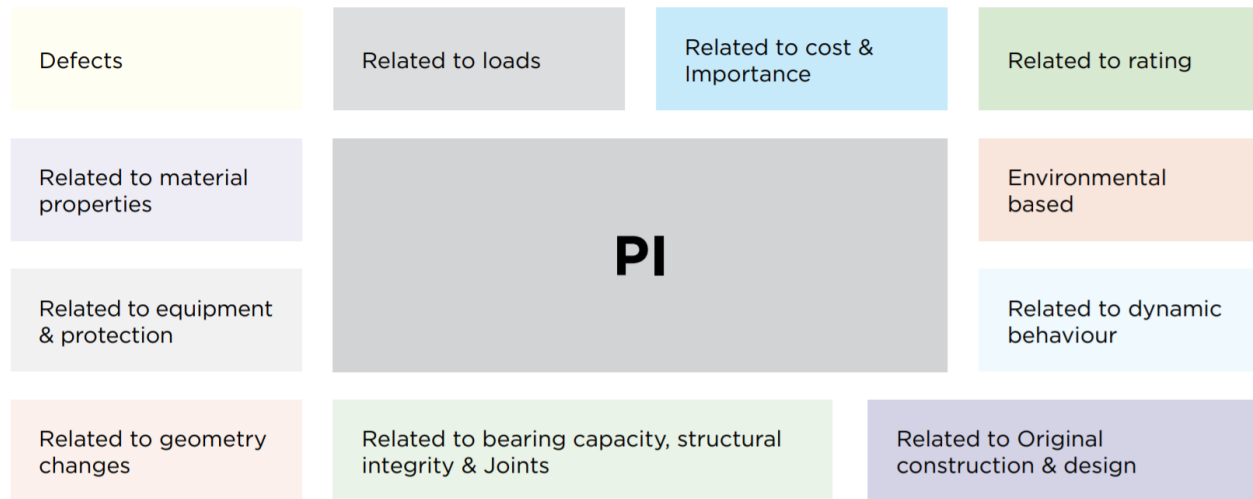 Defects
Related to loads
Related to cost &
Importance
Related to rating
Related to material
properties
PI
Environmental
based
Related to equipment
& protection
Related to dynamic
behaviour
Related to geometry
changes
Related to bearing capacity, structural
integrity & Joints
Related to Original
construction & design